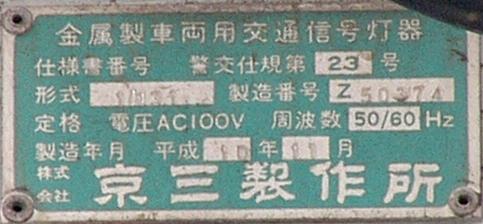 金属製車両用交通信号灯器
仕様書番号 警交仕規第 23 号
形式 製造番号 Z 50374
定格 電圧AC100V 周波数 50/60 Hz
製造年月 平成 10 年 11 月
株式会社 京三製作所